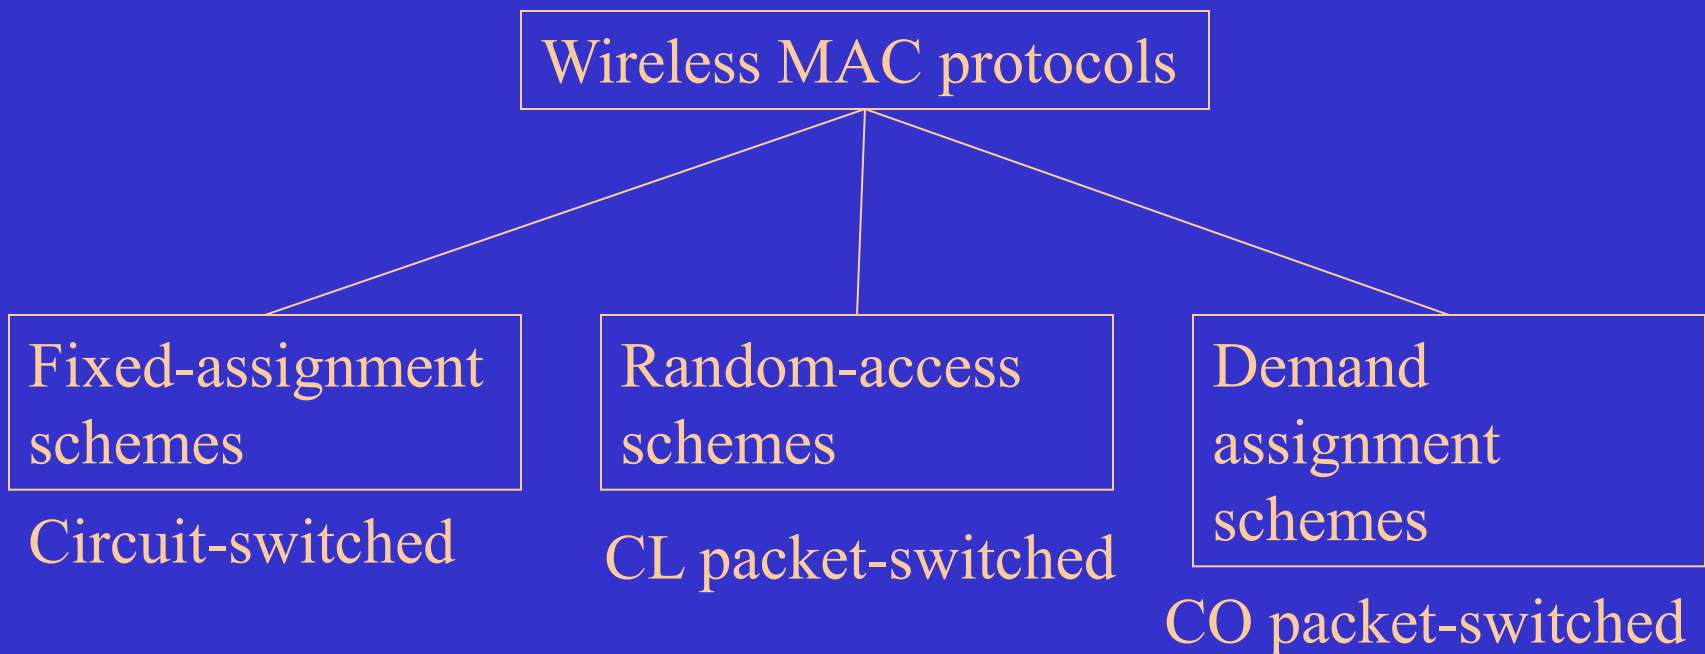 Wireless MAC protocols
Fixed-assignment
schemes
Circuit-switched
Random-access
schemes
CL packet-switched
Demand
assignment
schemes
CO packet-switched